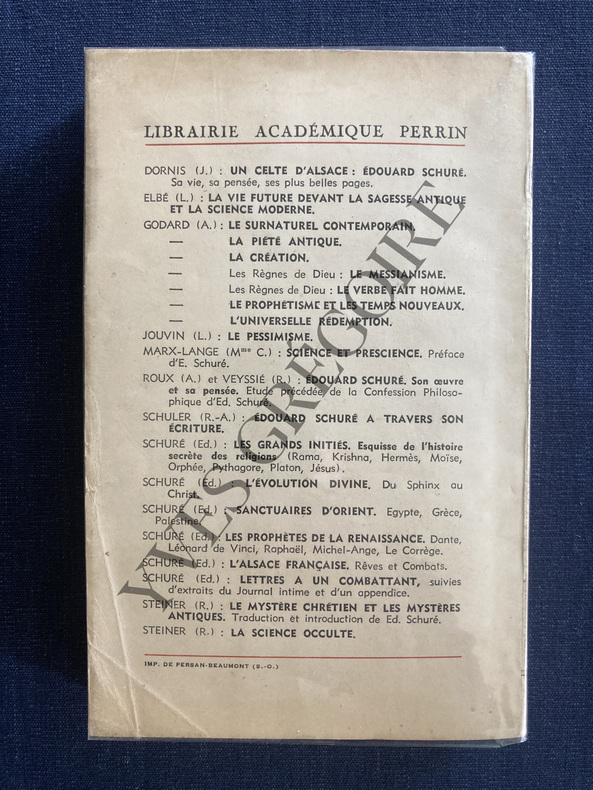 LIBRAIRIE ACADÉMIQUE PERRIN
DORNIS (J.) : UN CELTE D'ALSACE : ÉDOUARD SCHURÉ.
Sa vie, sa pensée, ses plus belles pages.
ELBÉ (L.) : LA VIE FUTURE DEVANT LA SAGESSE ANTIQUE
ET LA SCIENCE MODERNE.
GODARD (A.) : LE SURNATUREL CONTEMPORAIN.
— LA PIÉTÉ ANTIQUE.
— LA CRÉATION.
— Les Règnes de Dieu : LE MESSIANISME.
— Les Règnes de Dieu : LE VERBE FAIT HOMME.
— LE PROPHÉTISME ET LES TEMPS NOUVEAUX.
— L'UNIVERSELLE RÉDEMPTION.
JOUVIN (L.) : LE PESSIMISME.
MARX-LANGE (Mme C.) : SCIENCE ET PRESCIENCE. Préface
d'E. Schuré.
ROUX (A.) et VEYSSIÉ (R.) : ÉDOUARD SCHURÉ. Son œuvre
et sa pensée. Etude précédée de la Confession Philoso-
phique d'Ed. Schuré.
SCHULER (R.-A.) : ÉDOUARD SCHURÉ A TRAVERS SON
ÉCRITURE.
SCHURÉ (Ed.) : LES GRANDS INITIÉS. Esquisse de l'histoire
secrète des religions (Rama, Krishna, Hermès, Moïse,
Orphée, Pythagore, Platon, Jésus).
SCHURÉ (Ed.) : L'ÉVOLUTION DIVINE. Du Sphinx au
Christ.
SCHURÉ (Ed.) : SANCTUAIRES D'ORIENT. Egypte, Grèce,
Palestine.
SCHURÉ (Ed.) : LES PROPHÈTES DE LA RENAISSANCE. Dante,
Léonard de Vinci, Raphaël, Michel-Ange, Le Corrège.
SCHURÉ (Ed.) : L'ALSACE FRANÇAISE. Rêves et Combats.
SCHURÉ (Ed.) : LETTRES A UN COMBATTANT, suivies
d'extraits du Journal intime et d'un appendice.
STEINER (R.) : LE MYSTÈRE CHRÉTIEN ET LES MYSTÈRES
ANTIQUES. Traduction et introduction de Ed. Schuré.
STEINER (R.) : LA SCIENCE OCCULTE.
IMP. DE PERSAN-BEAUMONT (S.-O.)
YVES GRÉGOIRE